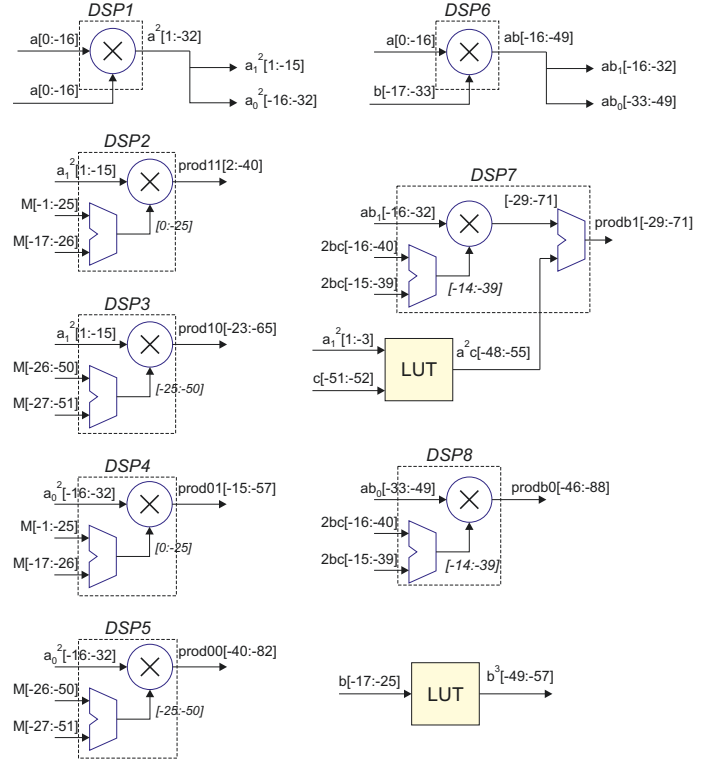 DSP1
a[0:-16]
a²[1:-32]
a₁²[1:-15]
a[0:-16]
a₀²[-16:-32]
DSP6
a[0:-16]
ab[-16:-49]
ab₁[-16:-32]
b[-17:-33]
ab₀[-33:-49]
DSP2
a₁²[1:-15]
prod11[2:-40]
M[-1:-25]
[0:-25]
M[-17:-26]
DSP7
[-29:-71]
ab₁[-16:-32]
prodb1[-29:-71]
2bc[-16:-40]
2bc[-15:-39]
[-14:-39]
DSP3
a₁²[1:-15]
prod10[-23:-65]
M[-26:-50]
[-25:-50]
M[-27:-51]
a₁²[1:-3]
LUT
a²c[-48:-55]
c[-51:-52]
DSP4
a₀²[-16:-32]
prod01[-15:-57]
M[-1:-25]
[0:-25]
M[-17:-26]
DSP8
ab₀[-33:-49]
prodb0[-46:-88]
2bc[-16:-40]
2bc[-15:-39]
[-14:-39]
DSP5
a₀²[-16:-32]
prod00[-40:-82]
M[-26:-50]
[-25:-50]
M[-27:-51]
b[-17:-25]
LUT
b³[-49:-57]